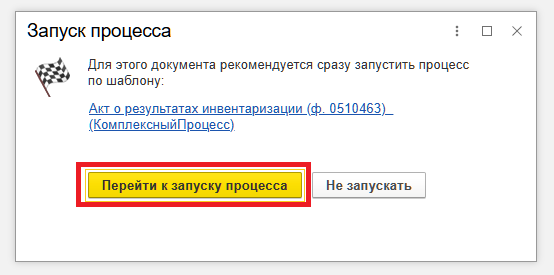 Запуск процесса
Для этого документа рекомендуется сразу запустить процесс
по шаблону:
Акт о результатах инвентаризации (ф. 0510463)_
(КомплексныйПроцесс)
Перейти к запуску процесса
Не запускать